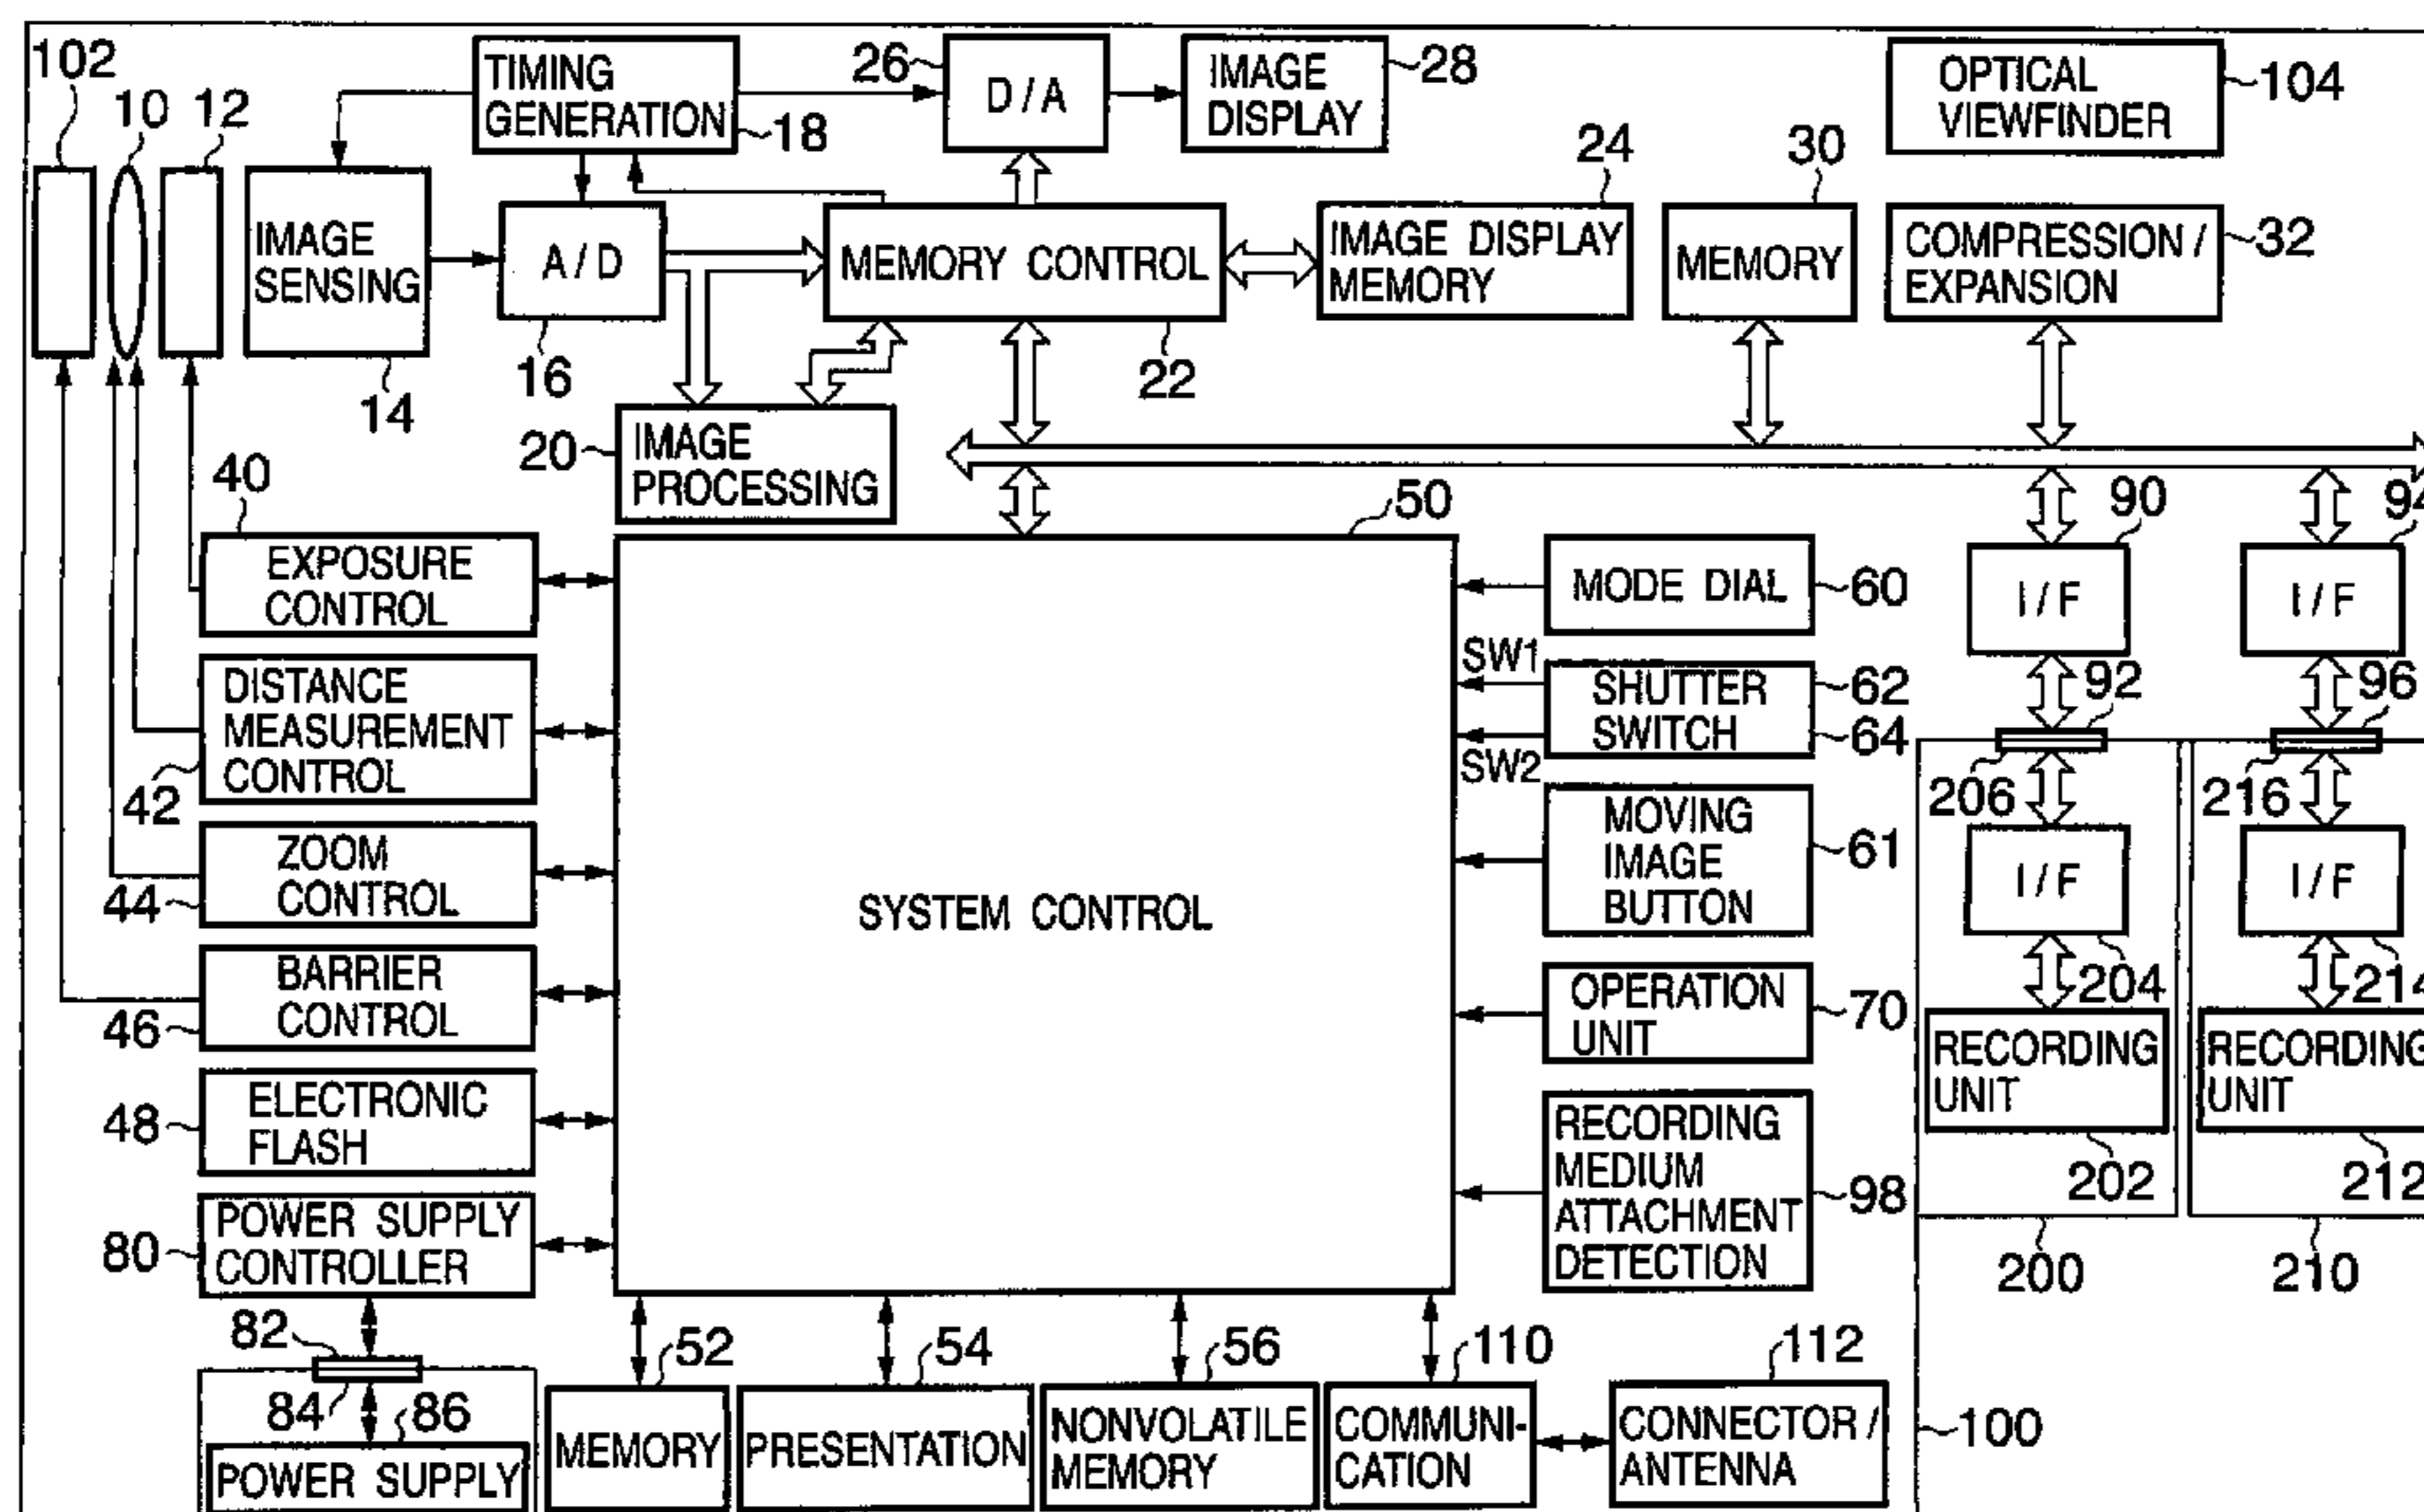 102
10
12
TIMING
GENERATION
18
26
D/A
IMAGE
DISPLAY
28
OPTICAL
VIEWFINDER
104
IMAGE
SENSING
14
A/D
16
MEMORY CONTROL
22
IMAGE DISPLAY
MEMORY
24
30
MEMORY
COMPRESSION/
EXPANSION
32
20
IMAGE
PROCESSING
40
EXPOSURE
CONTROL
DISTANCE
MEASUREMENT
CONTROL
42
ZOOM
CONTROL
44
BARRIER
CONTROL
46
ELECTRONIC
FLASH
48
POWER SUPPLY
CONTROLLER
80
82
84
86
POWER SUPPLY
50
SYSTEM CONTROL
MODE DIAL
60
SW1
SHUTTER
SWITCH
62
64
SW2
MOVING
IMAGE
BUTTON
61
OPERATION
UNIT
70
RECORDING
MEDIUM
ATTACHMENT
DETECTION
98
90
I/F
92
206
I/F
204
RECORDING
UNIT
202
200
94
I/F
96
216
I/F
214
RECORDING
UNIT
212
210
52
MEMORY
54
PRESENTATION
56
NONVOLATILE
MEMORY
110
COMMUNI-
CATION
112
CONNECTOR/
ANTENNA
100